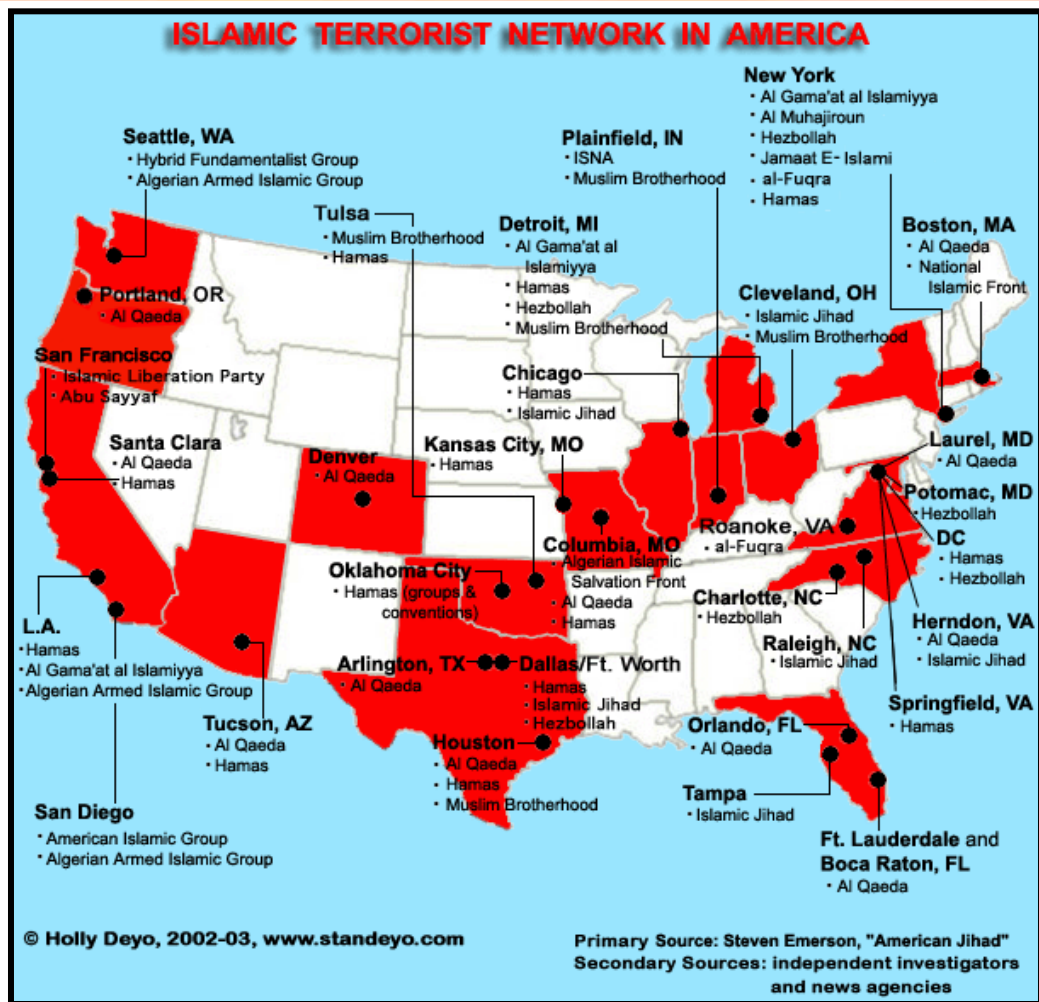 ISLAMIC TERRORIST NETWORK IN AMERICA
New York
· Al Gama'at al Islamiyya
· Al Muhajiroun
· Hezbollah
· Jamaat E-Islami
· al-Fuqra
· Hamas
Seattle, WA
· Hybrid Fundamentalist Group
· Algerian Armed Islamic Group
Plainfield, IN
· ISNA
· Muslim Brotherhood
Tulsa
· Muslim Brotherhood
· Hamas
Detroit, MI
· Al Gama'at al
Islamiyya
· Hamas
· Hezbollah
· Muslim Brotherhood
Boston, MA
· Al Qaeda
· National
Islamic Front
Cleveland, OH
· Islamic Jihad
· Muslim Brotherhood
Portland, OR
· Al Qaeda
San Francisco
· Islamic Liberation Party
· Abu Sayyaf
Chicago
· Hamas
· Islamic Jihad
Santa Clara
· Al Qaeda
· Hamas
Denver
· Al Qaeda
Kansas City, MO
· Hamas
Laurel, MD
· Al Qaeda
Potomac, MD
· Hezbollah
DC
· Hamas
· Hezbollah
Roanoke, VA
· al-Fuqra
Columbia, MO
· Algerian Islamic
Salvation Front
· Al Qaeda
· Hamas
Oklahoma City
· Hamas (groups &
conventions)
Charlotte, NC
· Hezbollah
Raleigh, NC
· Islamic Jihad
Herndon, VA
· Al Qaeda
· Islamic Jihad
L.A.
· Hamas
· Al Gama'at al Islamiyya
· Algerian Armed Islamic Group
Arlington, TX
· Al Qaeda
Dallas/Ft. Worth
· Hamas
· Islamic Jihad
· Hezbollah
Springfield, VA
· Hamas
Tucson, AZ
· Al Qaeda
· Hamas
Houston
· Al Qaeda
· Hamas
· Muslim Brotherhood
Orlando, FL
· Al Qaeda
Tampa
· Islamic Jihad
San Diego
· American Islamic Group
· Algerian Armed Islamic Group
Ft. Lauderdale and
Boca Raton, FL
· Al Qaeda
© Holly Deyo, 2002-03, www.standeyo.com
Primary Source: Steven Emerson, "American Jihad"
Secondary Sources: independent investigators
and news agencies